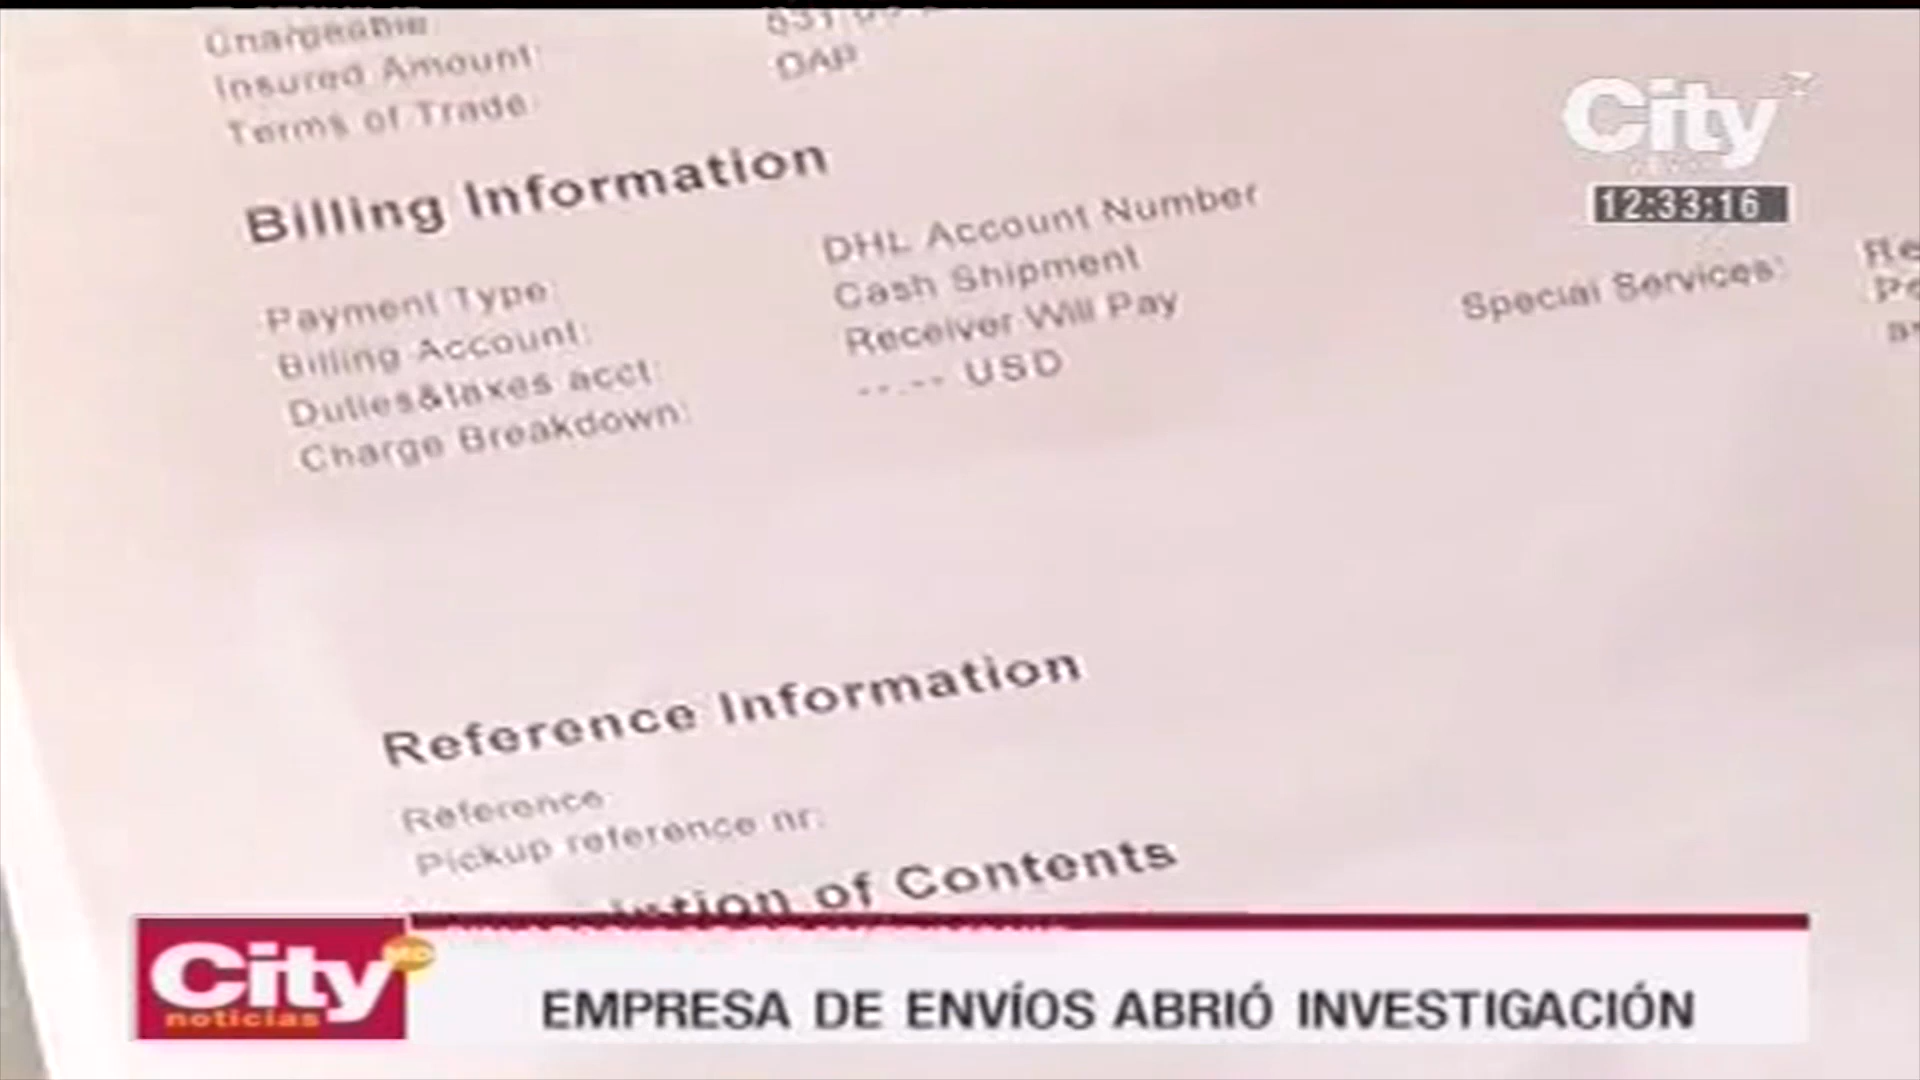 Chargeable:
Insured Amount:
Terms of Trade:
DAP
Billing Information
Payment Type: DHL Account Number
Billing Account: Cash Shipment
Duties&taxes acct: Receiver Will Pay
Charge Breakdown: --.-- USD
Special Services:
Reference Information
Reference:
Pickup reference nr:
of Contents
City
12:33:16
City MD
noticias
EMPRESA DE ENVÍOS ABRIÓ INVESTIGACIÓN